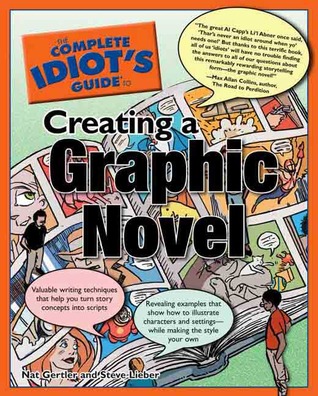 THE
COMPLETE
IDIOT'S
GUIDE TO
"The great Al Capp's Li'l Abner once said,
'Thar's never an idiot around when yo'
needs one!' But thanks to this terrific book,
all of us 'idiots' will have no trouble finding
the answers to all of our questions about
this remarkably rewarding storytelling
form—the graphic novel!"
—Max Allan Collins, author,
The Road to Perdition
Creating a
Graphic
Novel
Valuable writing techniques
that help you turn story
concepts into scripts
Revealing examples that
show how to illustrate
characters and settings—
while making the style
your own
Nat Gertler and Steve Lieber